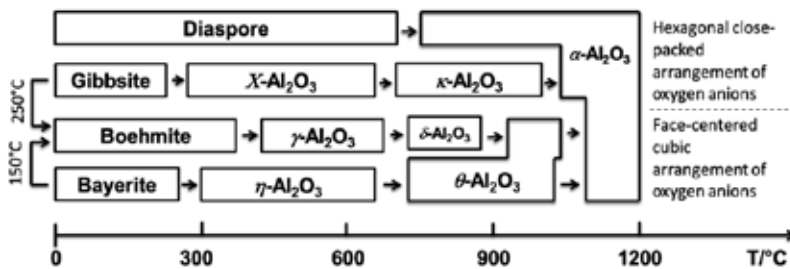 Diaspore
α-Al₂O₃
Hexagonal close-
packed
arrangement of
oxygen anions
Gibbsite
X-Al₂O₃
κ-Al₂O₃
250°C
Boehmite
γ-Al₂O₃
δ-Al₂O₃
Face-centered
cubic
arrangement of
oxygen anions
150°C
Bayerite
η-Al₂O₃
θ-Al₂O₃
0
300
600
900
1200
T/°C